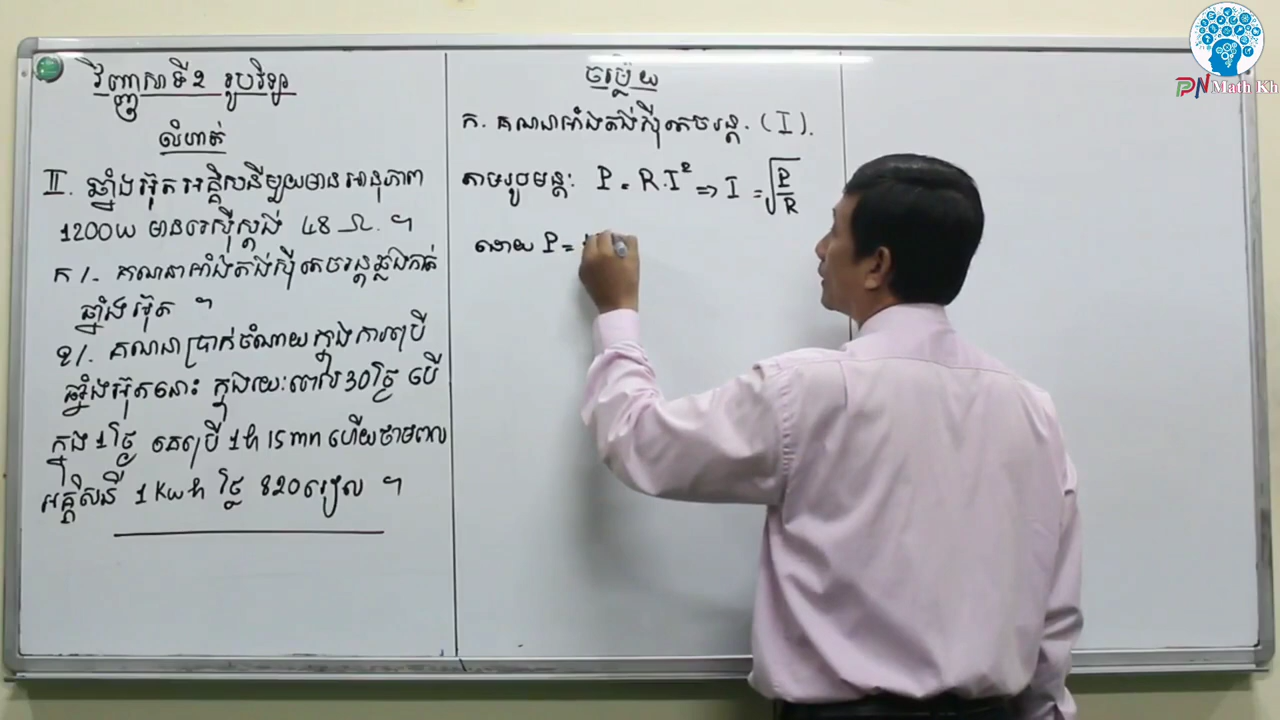 វិញ្ញាសាទី2 រូបវិទ្យា
លំហាត់
II. ឆ្នាំងអ៊ុតអគ្គិសនីមួយមានអានុភាព
1200W មានរេស៊ីស្តង់ 48Ω ។
ក/. គណនាអាំងតង់ស៊ីតេចរន្តឆ្លងកាត់
ឆ្នាំងអ៊ុត ។
ខ/. គណនាប្រាក់ចំណាយក្នុងការប្រើ
ឆ្នាំងអ៊ុតនោះ ក្នុងរយៈពេល30ថ្ងៃ បើ
ក្នុង 1ថ្ងៃ គេប្រើ 1h 15mn ហើយថាមពល
អគ្គិសនី 1 Kwh ថ្លៃ 820រៀល ។
ចម្លើយ
ក. គណនាអាំងតង់ស៊ីតេចរន្ត. (I).
តាមរូបមន្ត: P = R.I² => I = √(P/R)
ដោយ P =
PN Math Kh